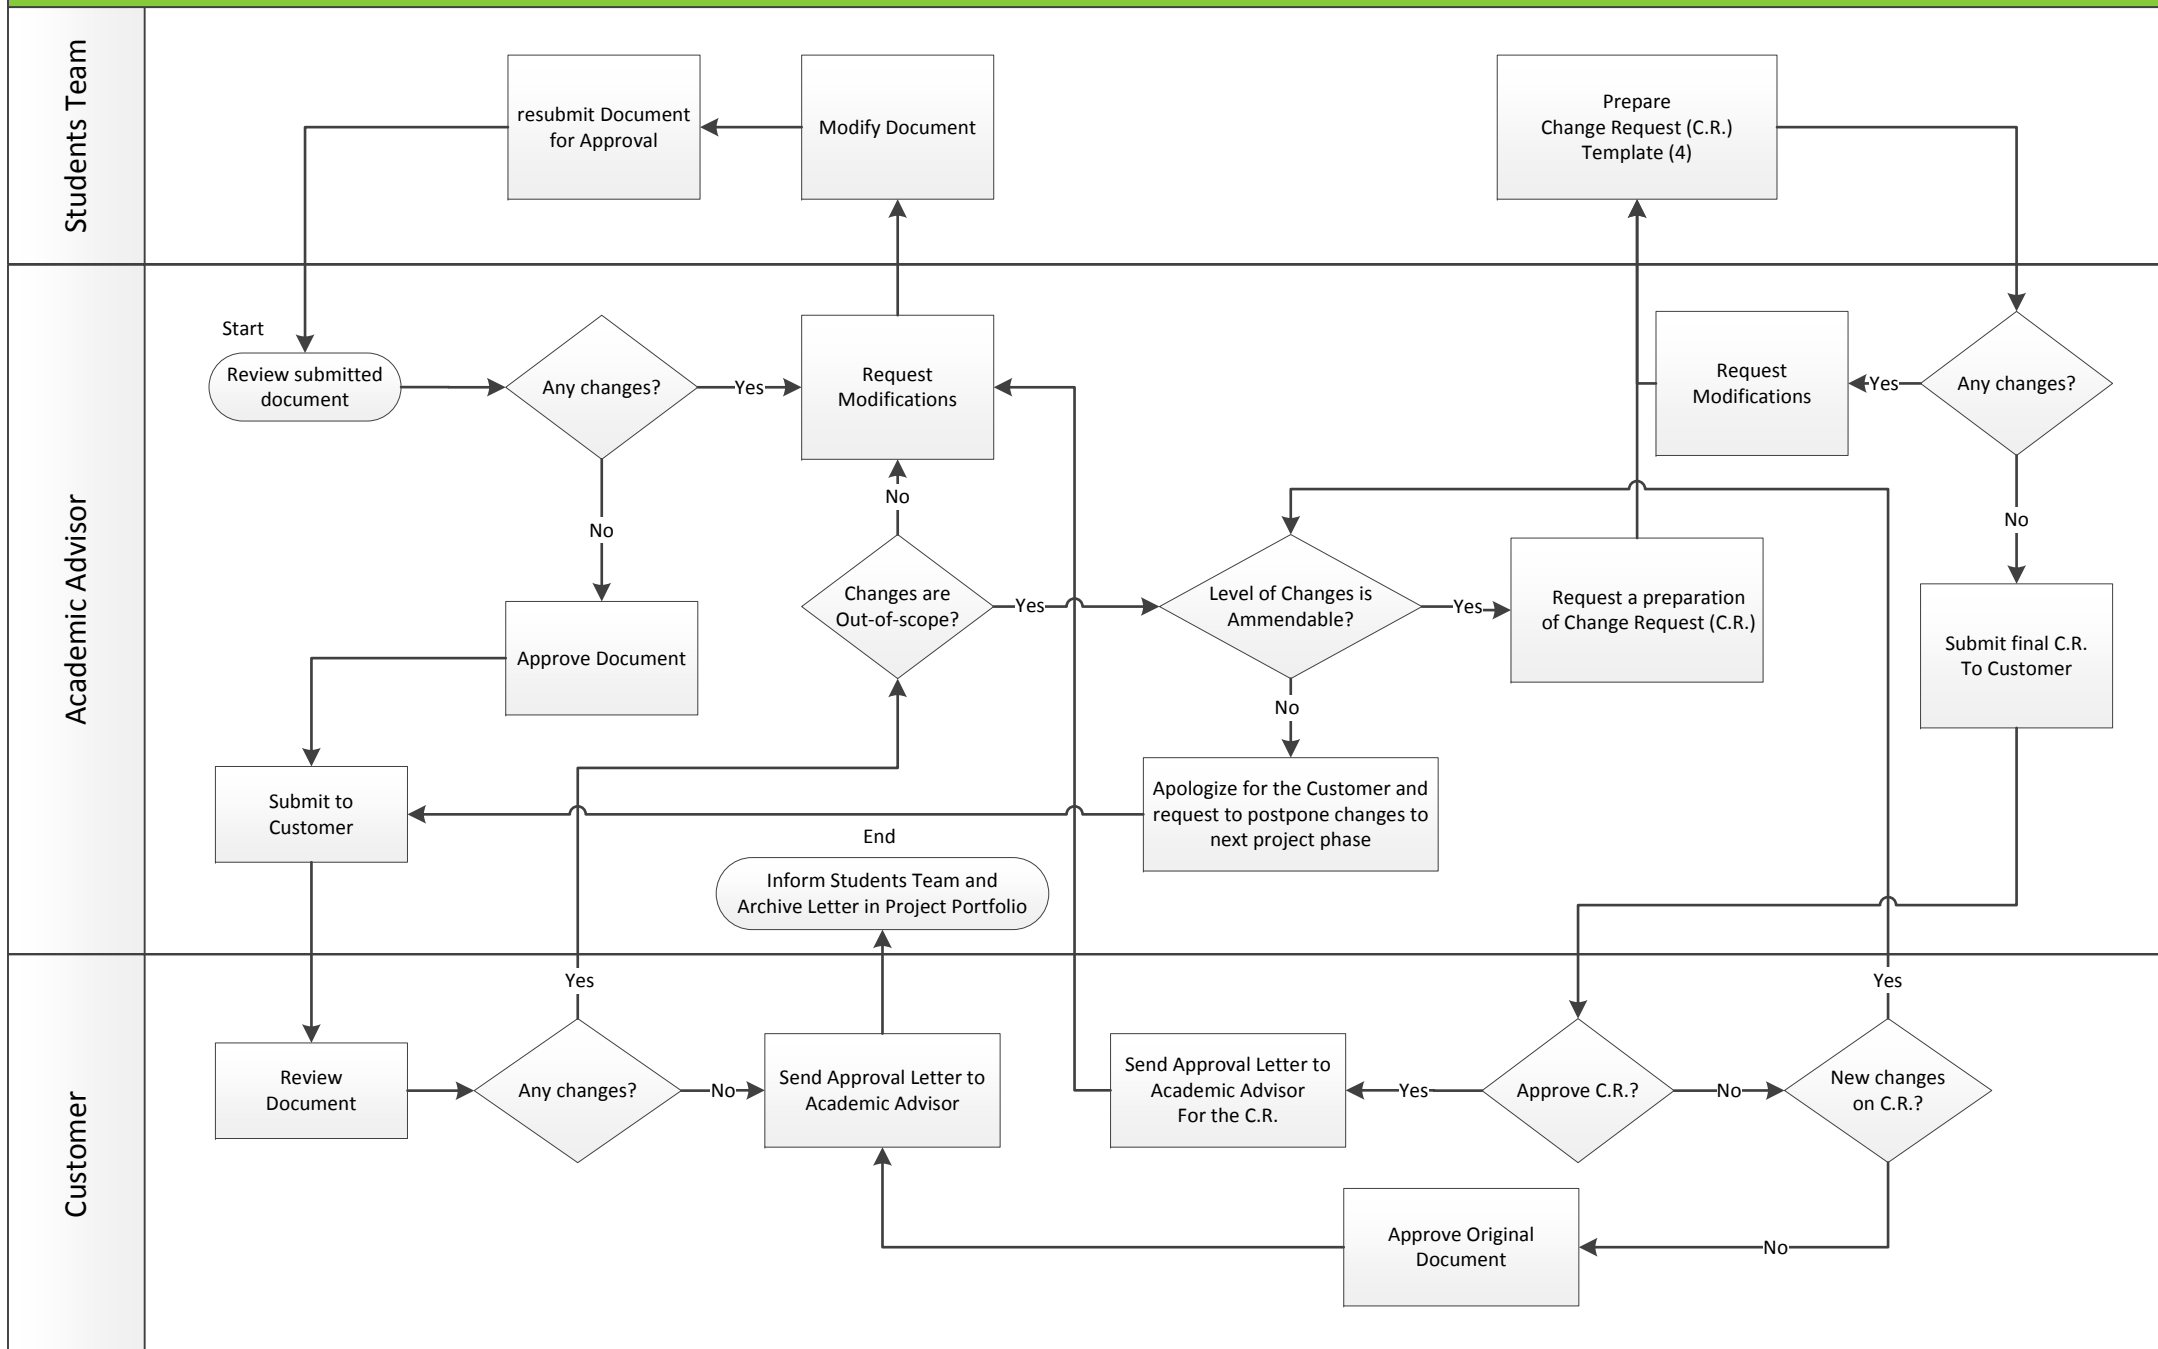 Students Team
resubmit Document
for Approval
Modify Document
Prepare
Change Request (C.R.)
Template (4)
Academic Advisor
Start
Review submitted
document
Any changes?
Yes
Request
Modifications
Request
Modifications
Yes
Any changes?
No
No
No
Changes are
Out-of-scope?
Yes
Level of Changes is
Ammendable?
Yes
Request a preparation
of Change Request (C.R.)
Approve Document
Submit final C.R.
To Customer
No
Submit to
Customer
Apologize for the Customer and
request to postpone changes to
next project phase
End
Inform Students Team and
Archive Letter in Project Portfolio
Customer
Yes
Yes
Review
Document
Any changes?
No
Send Approval Letter to
Academic Advisor
Send Approval Letter to
Academic Advisor
For the C.R.
Yes
Approve C.R.?
No
New changes
on C.R.?
Approve Original
Document
No